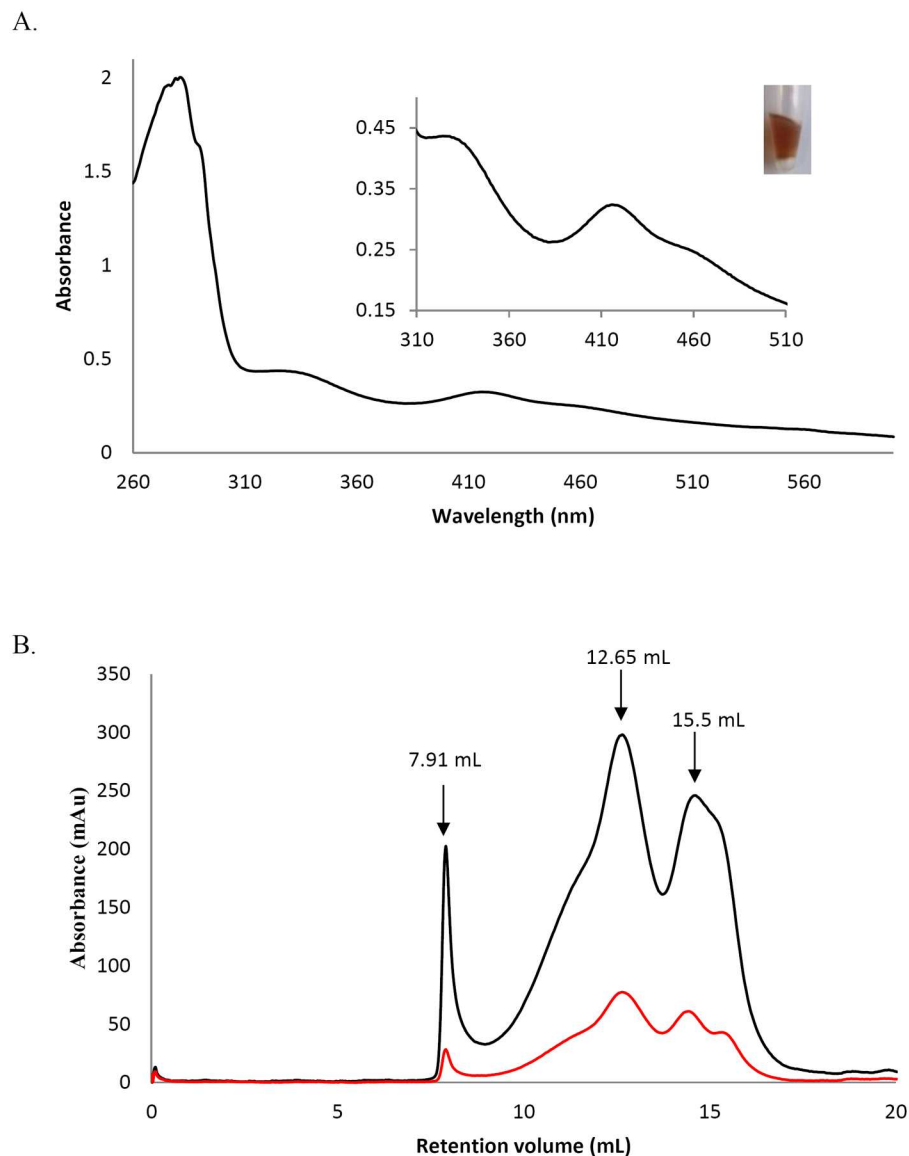 A.
2
1.5
1
0.5
0
Absorbance
260 310 360 410 460 510 560
Wavelength (nm)
0.45
0.35
0.25
0.15
310 360 410 460 510
B.
350
300
250
200
150
100
50
0
Absorbance (mAu)
7.91 mL
12.65 mL
15.5 mL
0 5 10 15 20
Retention volume (mL)